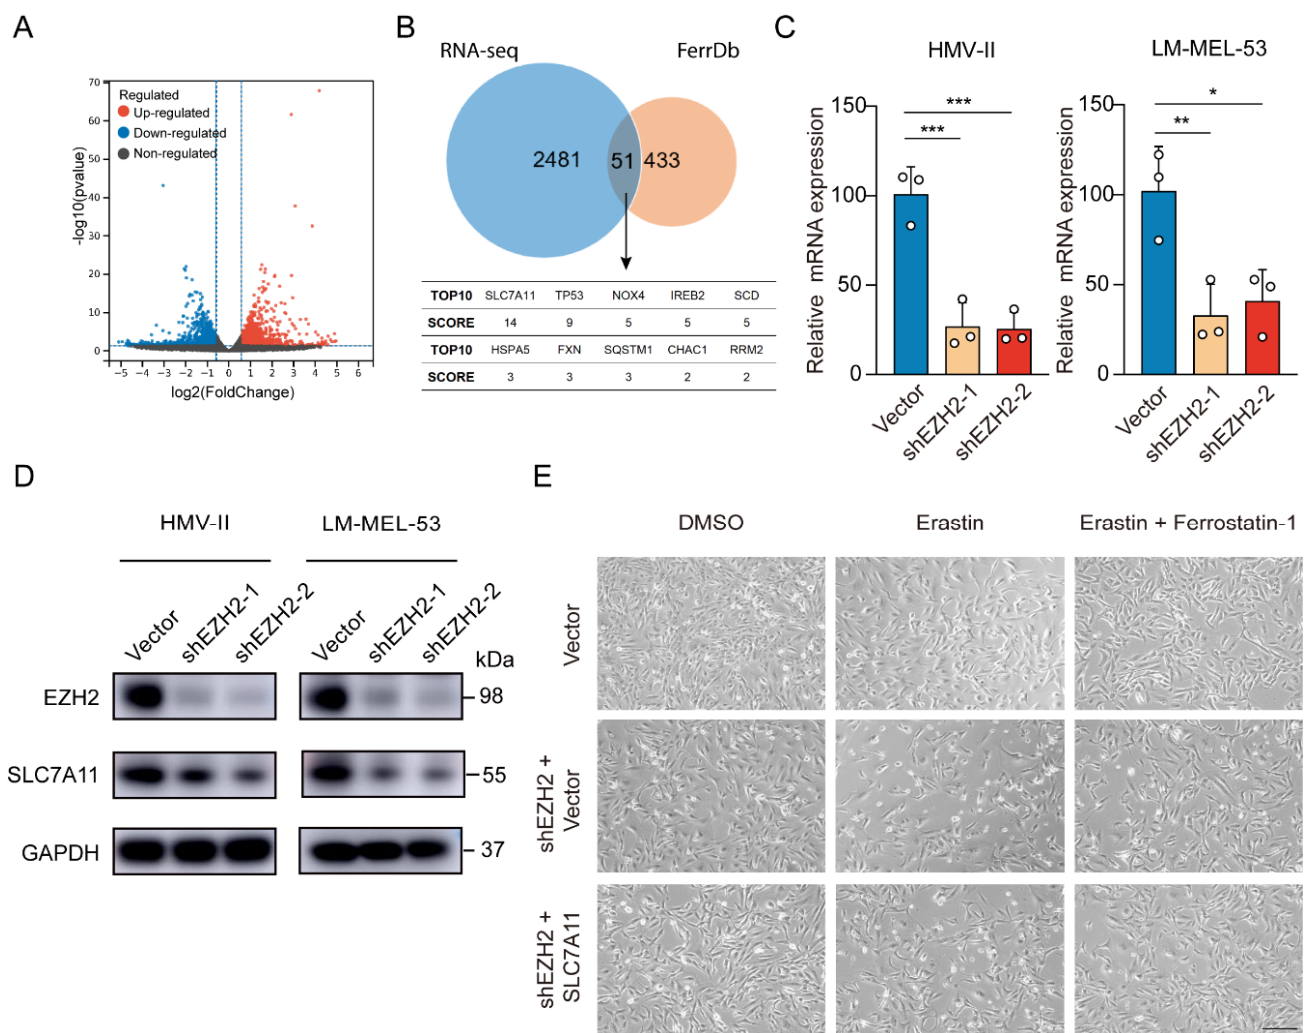 A
Regulated
Up-regulated
Down-regulated
Non-regulated
70
60
50
40
30
20
10
0
-log10(pvalue)
−5 −4 −3 −2 −1 0 1 2 3 4 5 6
log2(FoldChange)
B
RNA-seq FerrDb
2481 51 433
TOP10 SLC7A11 TP53 NOX4 IREB2 SCD
SCORE 14 9 5 5 5
TOP10 HSPA5 FXN SQSTM1 CHAC1 RRM2
SCORE 3 3 3 2 2
C
HMV-II
Relative mRNA expression
150
100
50
0
***
***
Vector
shEZH2-1
shEZH2-2
LM-MEL-53
Relative mRNA expression
150
100
50
0
*
**
Vector
shEZH2-1
shEZH2-2
D
HMV-II LM-MEL-53
Vector shEZH2-1 shEZH2-2 Vector shEZH2-1 shEZH2-2 kDa
EZH2 98
SLC7A11 55
GAPDH 37
E
DMSO Erastin Erastin + Ferrostatin-1
Vector
shEZH2 +
Vector
shEZH2 +
SLC7A11